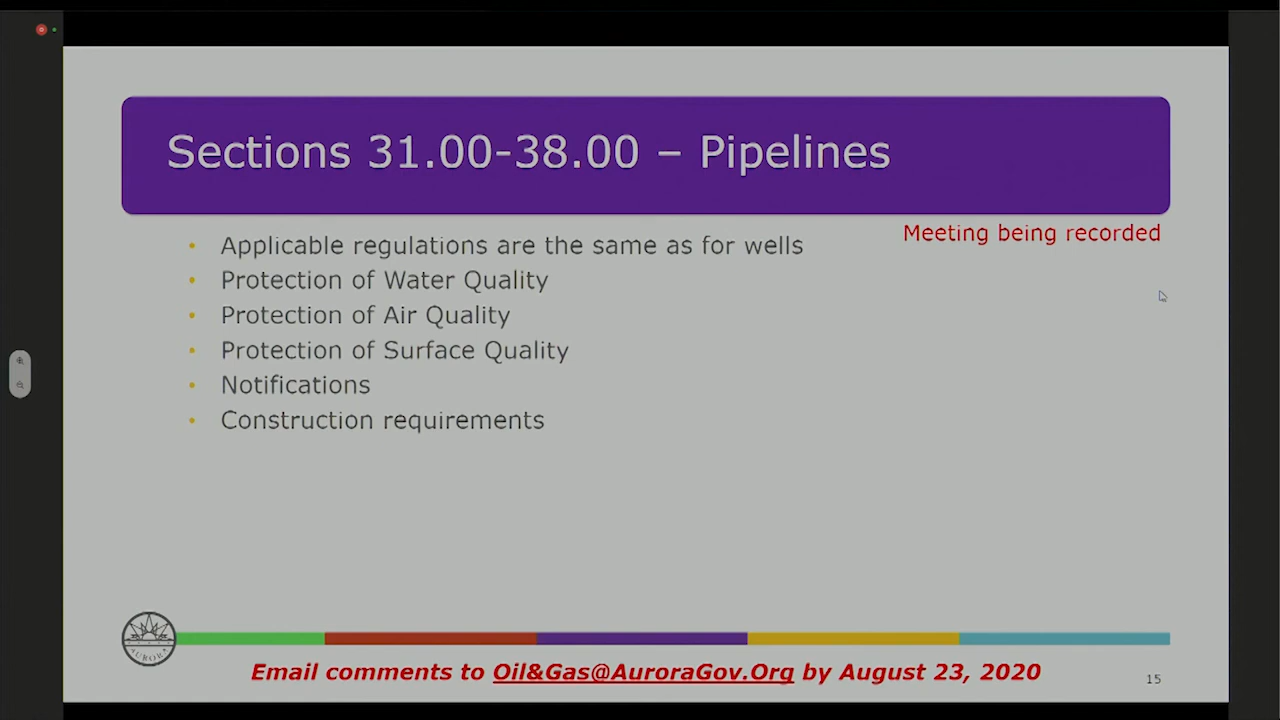 Sections 31.00-38.00 – Pipelines
Meeting being recorded
• Applicable regulations are the same as for wells
• Protection of Water Quality
• Protection of Air Quality
• Protection of Surface Quality
• Notifications
• Construction requirements
AURORA
Email comments to Oil&Gas@AuroraGov.Org by August 23, 2020
15